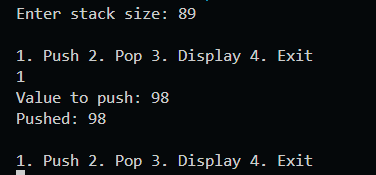 Enter stack size: 89
1. Push 2. Pop 3. Display 4. Exit
1
Value to push: 98
Pushed: 98
1. Push 2. Pop 3. Display 4. Exit